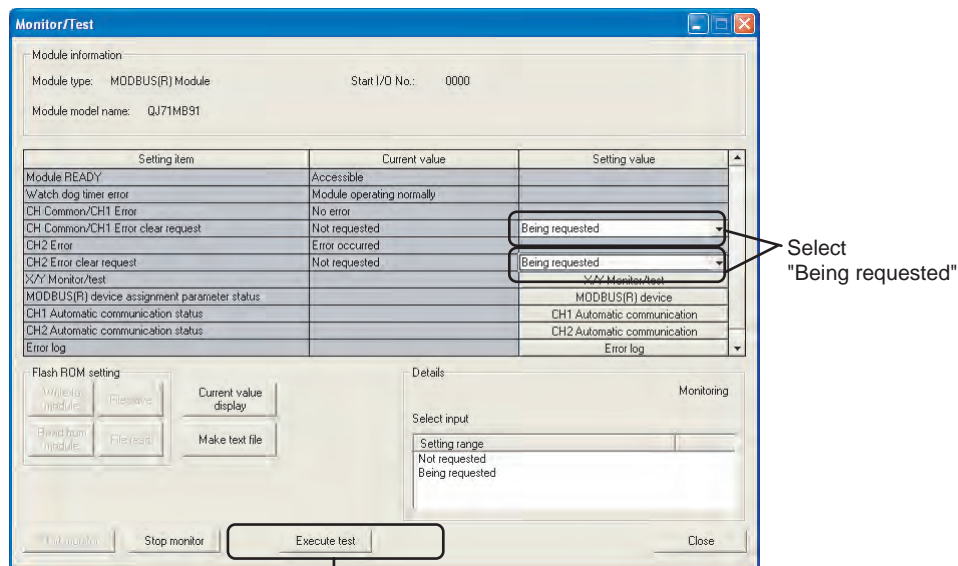 Monitor/Test
Module information
Module type: MODBUS(R) Module Start I/O No.: 0000
Module model name: QJ71MB91
Setting item Current value Setting value
Module READY Accessible
Watch dog timer error Module operating normally
CH Common/CH1 Error No error
CH Common/CH1 Error clear request Not requested Being requested
CH2 Error Error occurred
CH2 Error clear request Not requested Being requested
X/Y Monitor/test X/Y Monitor/test
MODBUS(R) device assignment parameter status MODBUS(R) device
CH1 Automatic communication status CH1 Automatic communication
CH2 Automatic communication status CH2 Automatic communication
Error log Error log
Select
"Being requested"
Flash ROM setting
Write to
module
File save
Current value
display
Read from
module
File read
Make text file
Details
Monitoring
Select input
Setting range
Not requested
Being requested
Stop monitor Execute test Close